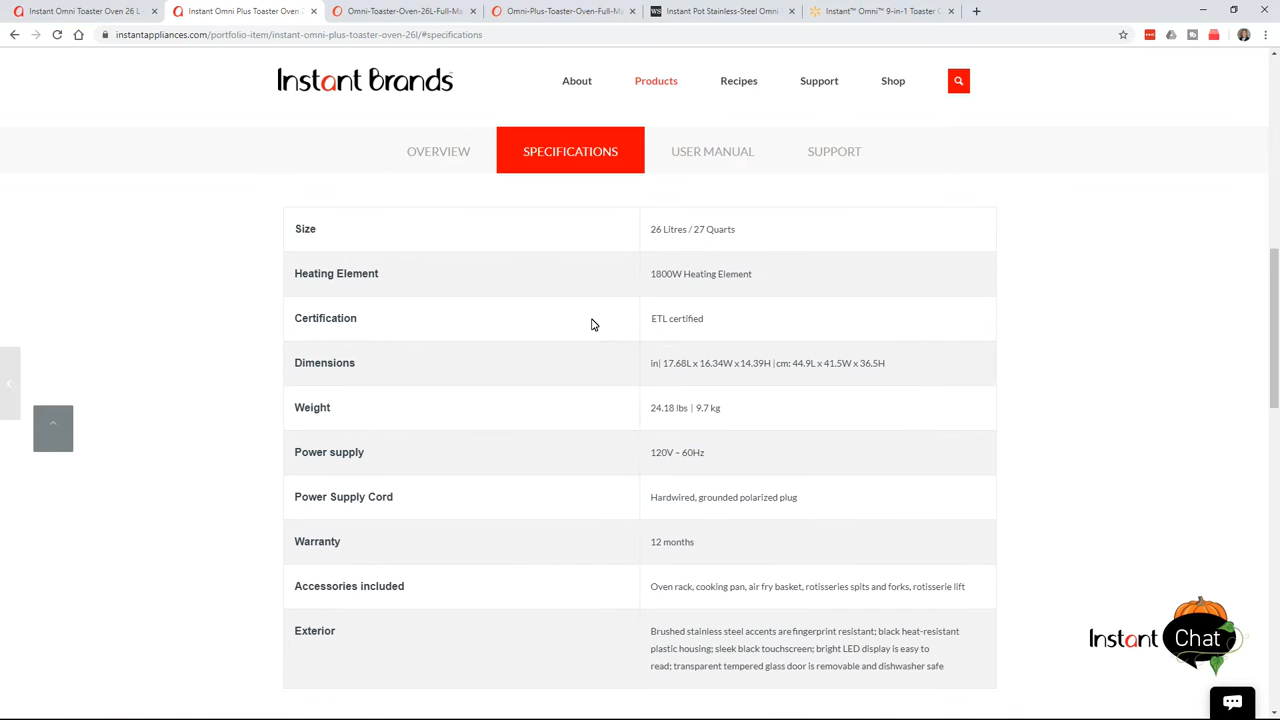 Instant Omni Toaster Oven 26 L
Instant Omni Plus Toaster Oven 2
Omni-Toaster-Oven-26L-Full-Ma
Omni-Plus-Toaster-Oven-26L-Full-
WS Instant Pot Stainless-Steel Omni
Instant™ Omni™ 9-in-1 Toaster O
instantappliances.com/portfolio-item/instant-omni-plus-toaster-oven-26l/#specifications
Instant Brands
About Products Recipes Support Shop
OVERVIEW SPECIFICATIONS USER MANUAL SUPPORT
Size 26 Litres / 27 Quarts
Heating Element 1800W Heating Element
Certification ETL certified
Dimensions in| 17.68L x 16.34W x 14.39H | cm: 44.9L x 41.5W x 36.5H
Weight 24.18 lbs | 9.7 kg
Power supply 120V – 60Hz
Power Supply Cord Hardwired, grounded polarized plug
Warranty 12 months
Accessories included Oven rack, cooking pan, air fry basket, rotisseries spits and forks, rotisserie lift
Exterior Brushed stainless steel accents are fingerprint resistant; black heat-resistant
plastic housing; sleek black touchscreen; bright LED display is easy to
read; transparent tempered glass door is removable and dishwasher safe
Instant Chat